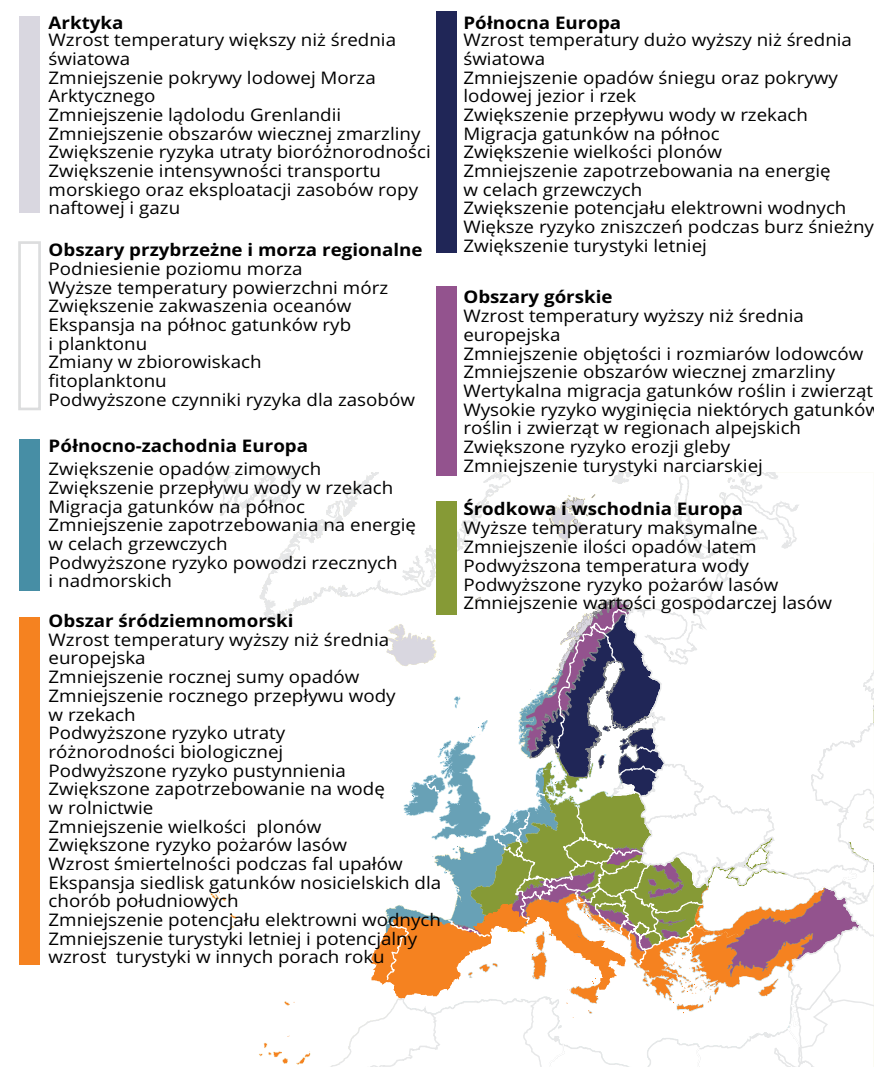 Arktyka
Wzrost temperatury większy niż średnia
światowa
Zmniejszenie pokrywy lodowej Morza
Arktycznego
Zmniejszenie lądolodu Grenlandii
Zmniejszenie obszarów wiecznej zmarzliny
Zwiększenie ryzyka utraty bioróżnorodności
Zwiększenie intensywności transportu
morskiego oraz eksploatacji zasobów ropy
naftowej i gazu
Obszary przybrzeżne i morza regionalne
Podniesienie poziomu morza
Wyższe temperatury powierzchni mórz
Zwiększenie zakwaszenia oceanów
Ekspansja na północ gatunków ryb
i planktonu
Zmiany w zbiorowiskach
fitoplanktonu
Podwyższone czynniki ryzyka dla zasobów
Północno-zachodnia Europa
Zwiększenie opadów zimowych
Zwiększenie przepływu wody w rzekach
Migracja gatunków na północ
Zmniejszenie zapotrzebowania na energię
w celach grzewczych
Podwyższone ryzyko powodzi rzecznych
i nadmorskich
Obszar śródziemnomorski
Wzrost temperatury wyższy niż średnia
europejska
Zmniejszenie rocznej sumy opadów
Zmniejszenie rocznego przepływu wody
w rzekach
Podwyższone ryzyko utraty
różnorodności biologicznej
Podwyższone ryzyko pustynnienia
Zwiększone zapotrzebowanie na wodę
w rolnictwie
Zmniejszenie wielkości plonów
Zwiększone ryzyko pożarów lasów
Wzrost śmiertelności podczas fal upałów
Ekspansja siedlisk gatunków nosicielskich dla
chorób południowych
Zmniejszenie potencjału elektrowni wodnych
Zmniejszenie turystyki letniej i potencjalny
wzrost turystyki w innych porach roku
Północna Europa
Wzrost temperatury dużo wyższy niż średnia
światowa
Zmniejszenie opadów śniegu oraz pokrywy
lodowej jezior i rzek
Zwiększenie przepływu wody w rzekach
Migracja gatunków na północ
Zwiększenie wielkości plonów
Zmniejszenie zapotrzebowania na energię
w celach grzewczych
Zwiększenie potencjału elektrowni wodnych
Większe ryzyko zniszczeń podczas burz śnieżny
Zwiększenie turystyki letniej
Obszary górskie
Wzrost temperatury wyższy niż średnia
europejska
Zmniejszenie objętości i rozmiarów lodowców
Zmniejszenie obszarów wiecznej zmarzliny
Wertykalna migracja gatunków roślin i zwierząt
Wysokie ryzyko wyginięcia niektórych gatunków
roślin i zwierząt w regionach alpejskich
Zwiększone ryzyko erozji gleby
Zmniejszenie turystyki narciarskiej
Środkowa i wschodnia Europa
Wyższe temperatury maksymalne
Zmniejszenie ilości opadów latem
Podwyższona temperatura wody
Podwyższone ryzyko pożarów lasów
Zmniejszenie wartości gospodarczej lasów